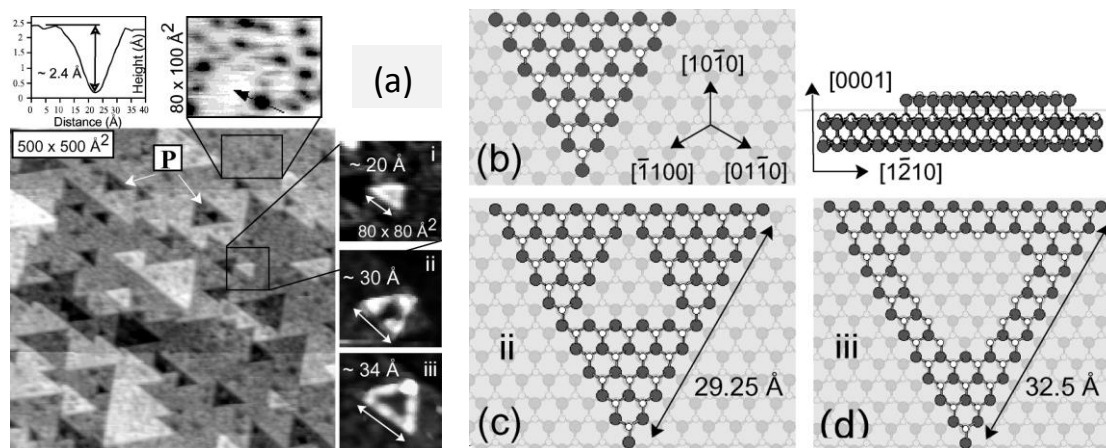 2.5
2
1.5
1
0.5
0
~ 2.4 Å
Height (Å)
0 5 10 15 20 25 30 35 40
Distance (Å)
80 x 100 Å²
(a)
500 x 500 Å²
P
i
~ 20 Å
80 x 80 Å²
ii
~ 30 Å
iii
~ 34 Å
(b)
[101̄0]
[1̄100]
[011̄0]
[0001]
[12̄10]
ii
29.25 Å
(c)
iii
32.5 Å
(d)